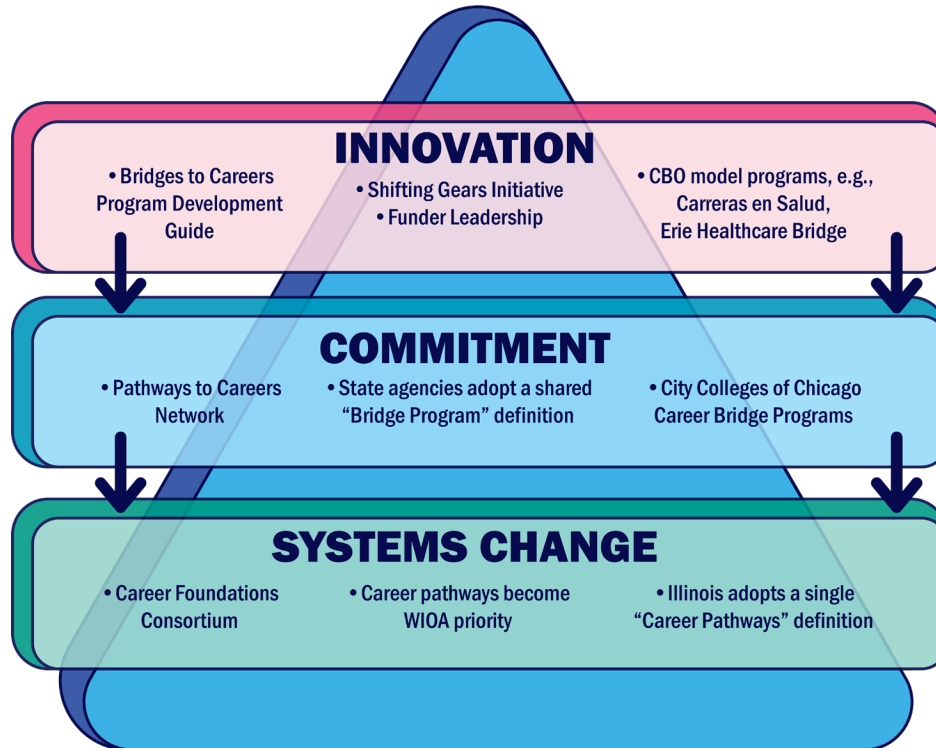 INNOVATION
• Bridges to Careers
Program Development
Guide
• Shifting Gears Initiative
• Funder Leadership
• CBO model programs, e.g.,
Carreras en Salud,
Erie Healthcare Bridge
COMMITMENT
• Pathways to Careers
Network
• State agencies adopt a shared
“Bridge Program” definition
• City Colleges of Chicago
Career Bridge Programs
SYSTEMS CHANGE
• Career Foundations
Consortium
• Career pathways become
WIOA priority
• Illinois adopts a single
“Career Pathways” definition